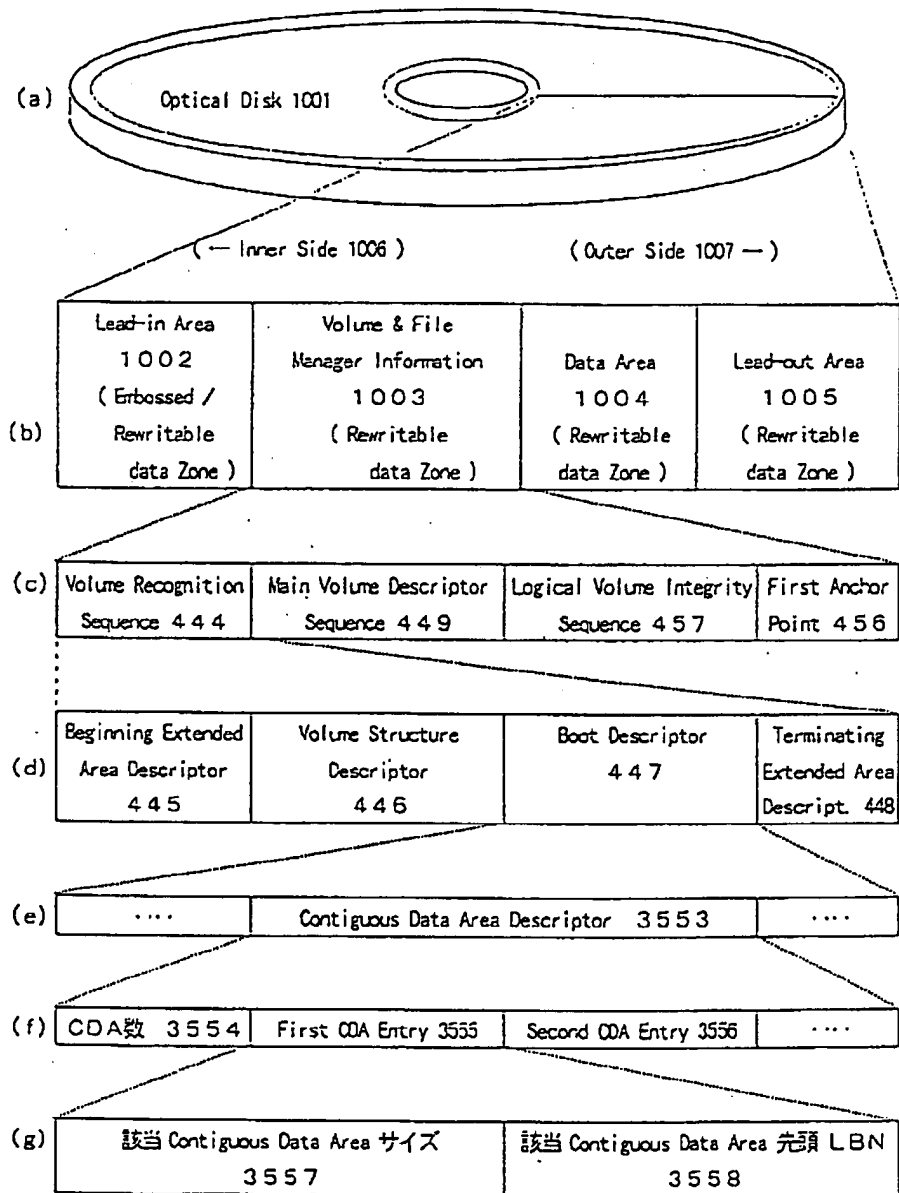 (a)
Optical Disk 1001
(← Inner Side 1006 )
(Outer Side 1007 →)
(b)
Lead-in Area
1002
( Embossed /
Rewritable
data Zone )
Volume & File
Manager Information
1003
( Rewritable
data Zone )
Data Area
1004
( Rewritable
data Zone )
Lead-out Area
1005
( Rewritable
data Zone )
(c)
Volume Recognition
Sequence 444
Main Volume Descriptor
Sequence 449
Logical Volume Integrity
Sequence 457
First Anchor
Point 456
(d)
Beginning Extended
Area Descriptor
445
Volume Structure
Descriptor
446
Boot Descriptor
447
Terminating
Extended Area
Descript. 448
(e)
····
Contiguous Data Area Descriptor 3553
····
(f)
CDA数 3554
First CDA Entry 3555
Second CDA Entry 3556
····
(g)
該当 Contiguous Data Area サイズ
3557
該当 Contiguous Data Area 先頭 LBN
3558